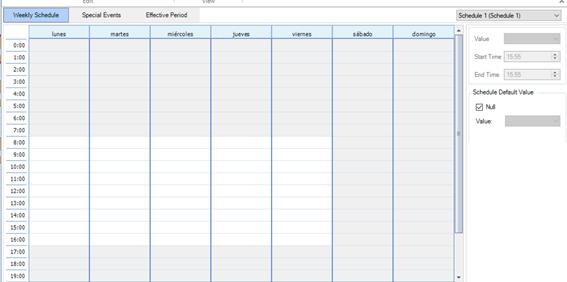 Edit View
Weekly Schedule Special Events Effective Period Schedule 1 (Schedule 1)
lunes martes miércoles jueves viernes sábado domingo
0:00
1:00
2:00
3:00
4:00
5:00
6:00
7:00
8:00
9:00
10:00
11:00
12:00
13:00
14:00
15:00
16:00
17:00
18:00
19:00
Value
Start Time 15:55
End Time 15:55
Schedule Default Value
Null
Value: